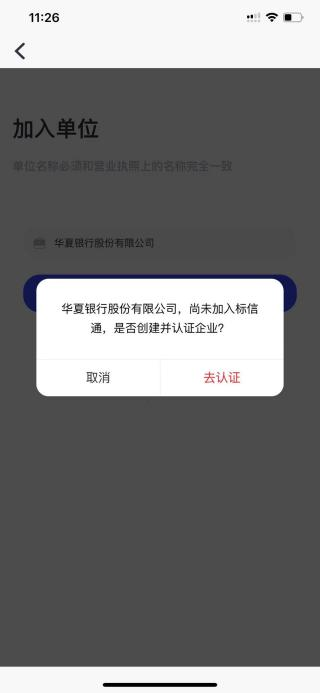 11:26
加入单位
单位名称必须和营业执照上的名称完全一致
华夏银行股份有限公司
华夏银行股份有限公司，尚未加入标信
通，是否创建并认证企业？
取消
去认证